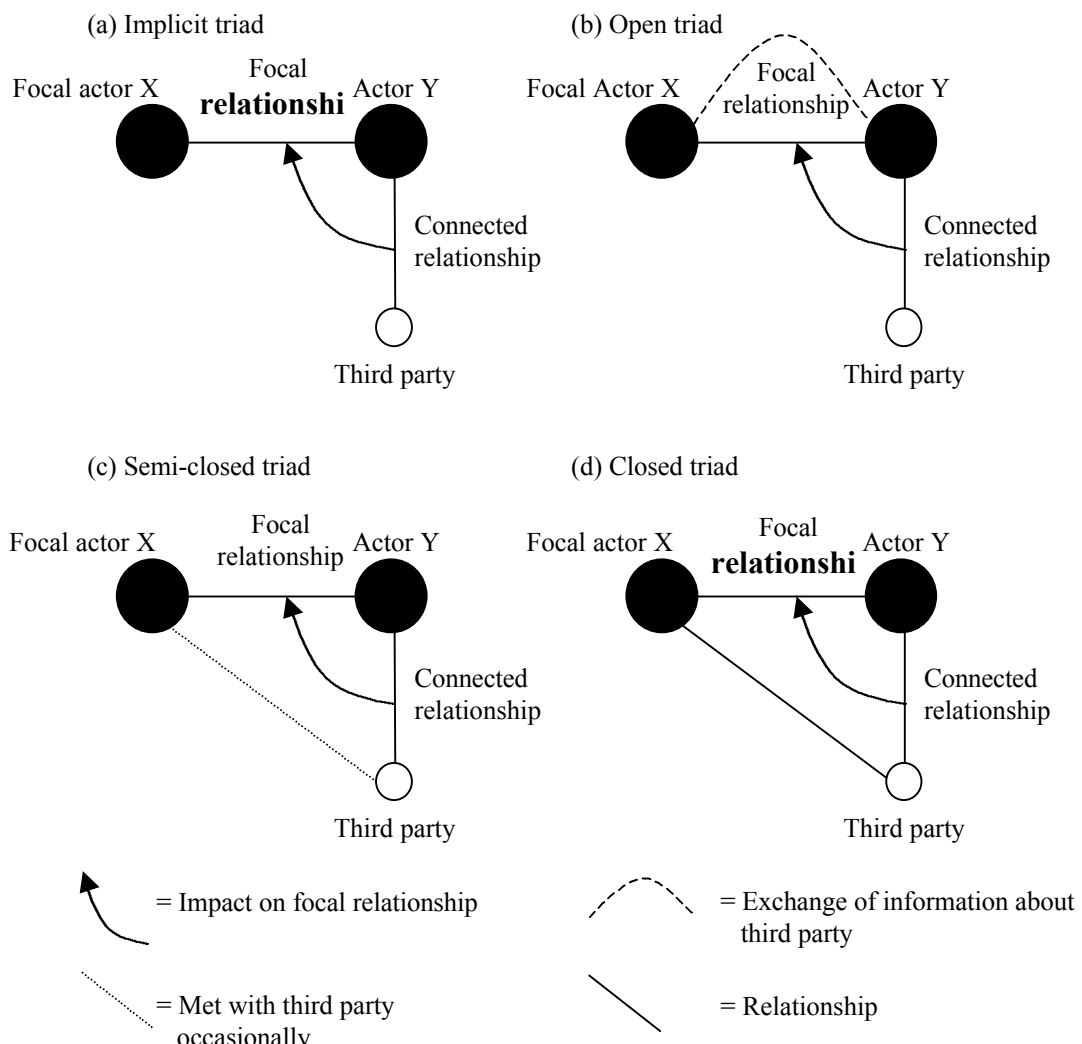 (a) Implicit triad
Focal
Focal actor X
relationshi
Actor Y
Connected
relationship
Third party
(b) Open triad
Focal
Focal Actor X
relationship
Actor Y
Connected
relationship
Third party
(c) Semi-closed triad
Focal
Focal actor X
relationship
Actor Y
Connected
relationship
Third party
(d) Closed triad
Focal
Focal actor X
relationshi
Actor Y
Connected
relationship
Third party
= Impact on focal relationship
= Exchange of information about
third party
= Met with third party
occasionally
= Relationship